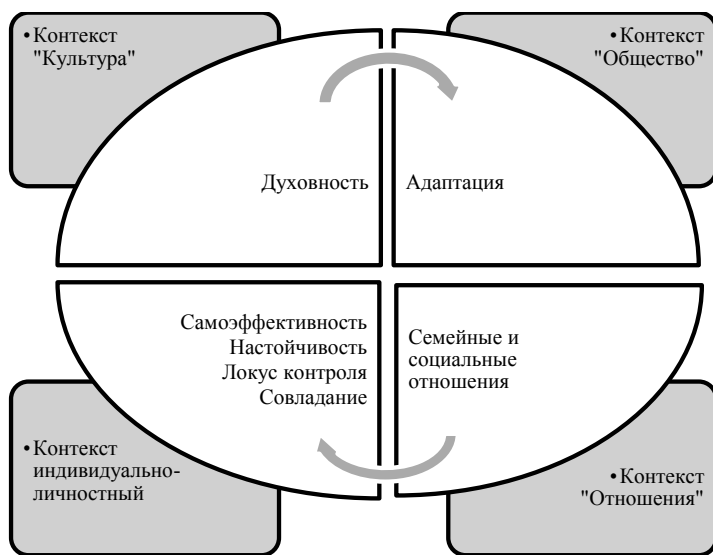 •Контекст
"Культура"
•Контекст
"Общество"
Духовность
Адаптация
Самоэффективность
Настойчивость
Локус контроля
Совладание
Семейные и
социальные
отношения
•Контекст
индивидуально-
личностный
•Контекст
"Отношения"